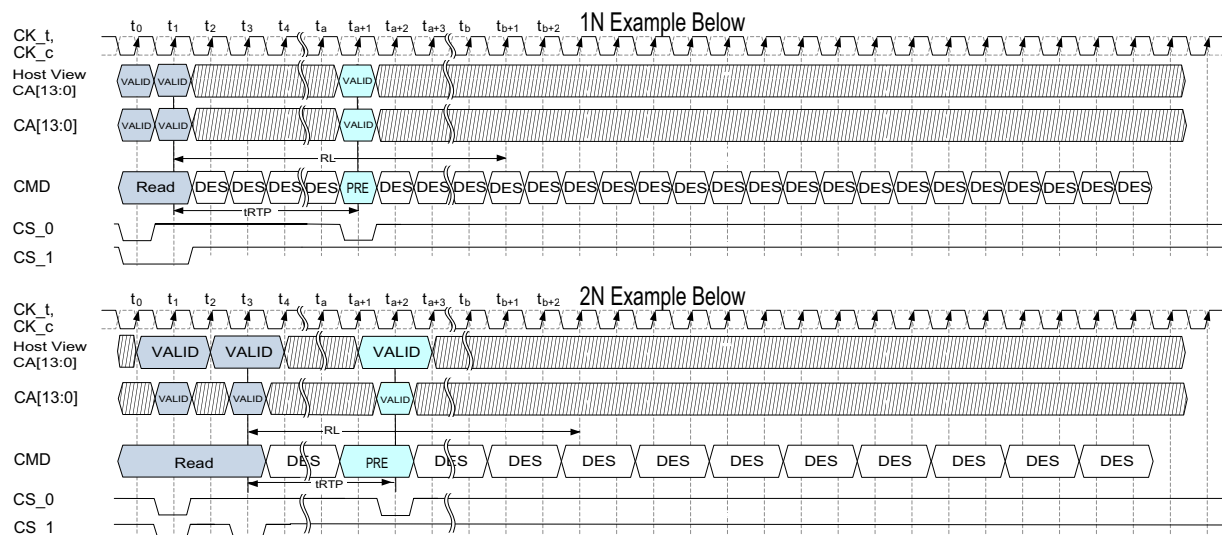 1N Example Below
t0 t1 t2 t3 t4 ta ta+1 ta+2 ta+3 tb tb+1 tb+2
CK_t,
CK_c
Host View
CA[13:0]
VALID VALID VALID
CA[13:0]
VALID VALID VALID
RL
CMD
Read DES DES DES DES PRE DES DES DES DES DES DES DES DES DES DES DES DES DES DES DES DES DES DES DES DES
tRTP
CS_0
CS_1
2N Example Below
t0 t1 t2 t3 t4 ta ta+1 ta+2 ta+3 tb tb+1 tb+2
CK_t,
CK_c
Host View
CA[13:0]
VALID VALID VALID
CA[13:0]
VALID VALID VALID
RL
CMD
Read DES PRE DES DES DES DES DES DES DES DES DES DES
tRTP
CS_0
CS_1